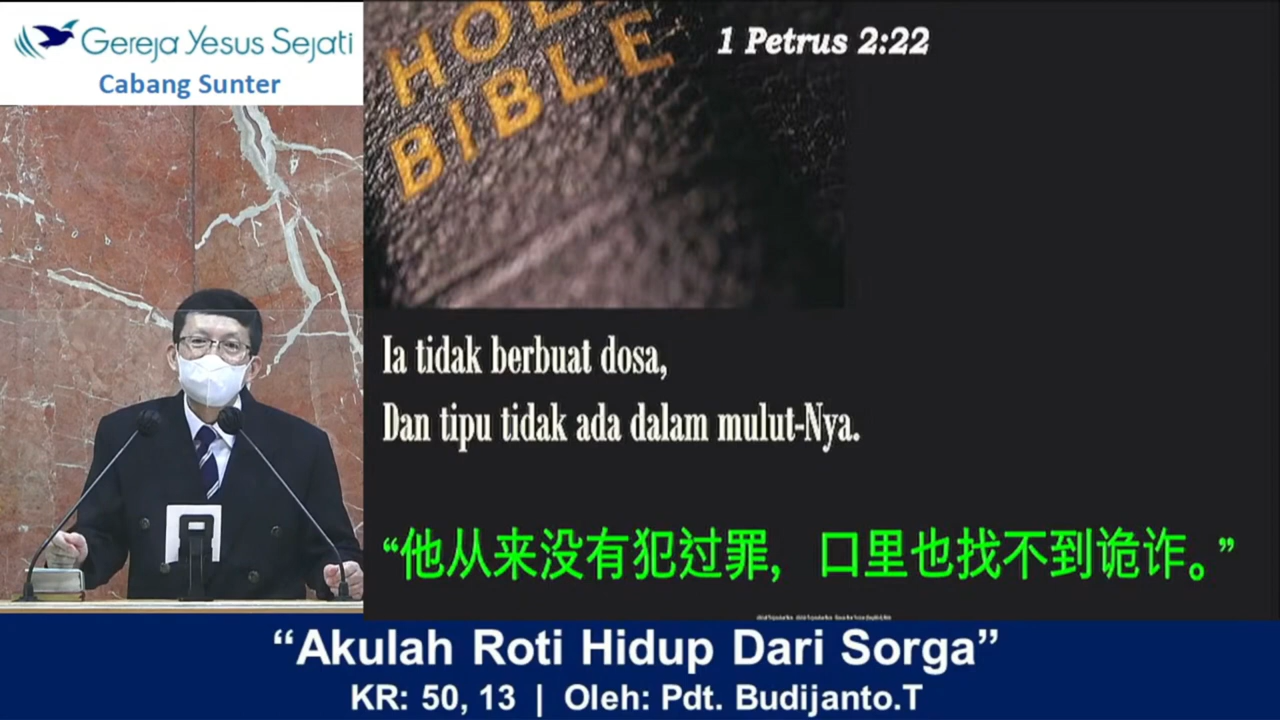 Gereja Yesus Sejati
Cabang Sunter
HOL
BIBLE
1 Petrus 2:22
Ia tidak berbuat dosa,
Dan tipu tidak ada dalam mulut-Nya.
“他从来没有犯过罪，口里也找不到诡诈。”
“Akulah Roti Hidup Dari Sorga”
KR: 50, 13 | Oleh: Pdt. Budijanto.T